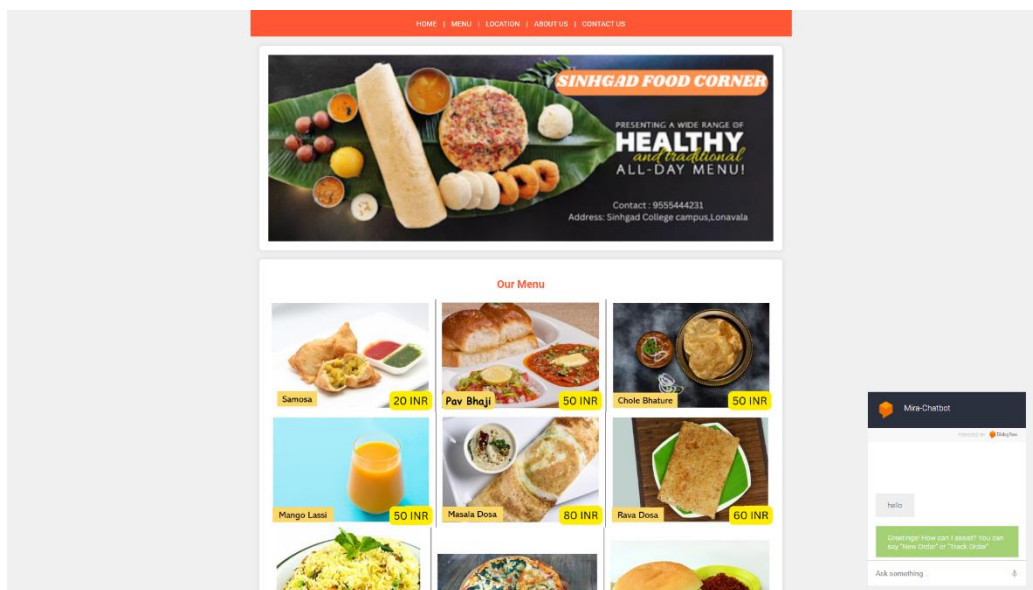 HOME | MENU | LOCATION | ABOUT US | CONTACT US
SINHGAD FOOD CORNER
PRESENTING A WIDE RANGE OF
HEALTHY
and traditional
ALL-DAY MENU!
Contact : 9555444231
Address: Sinhgad College campus,Lonavala
Our Menu
Samosa 20 INR
Pav Bhaji 50 INR
Chole Bhature 50 INR
Mango Lassi 50 INR
Masala Dosa 80 INR
Rava Dosa 60 INR
Mira-Chatbot
POWERED BY Dialogflow
hello
Greetings! How can I assist? You can
say "New Order" or "Track Order"
Ask something...